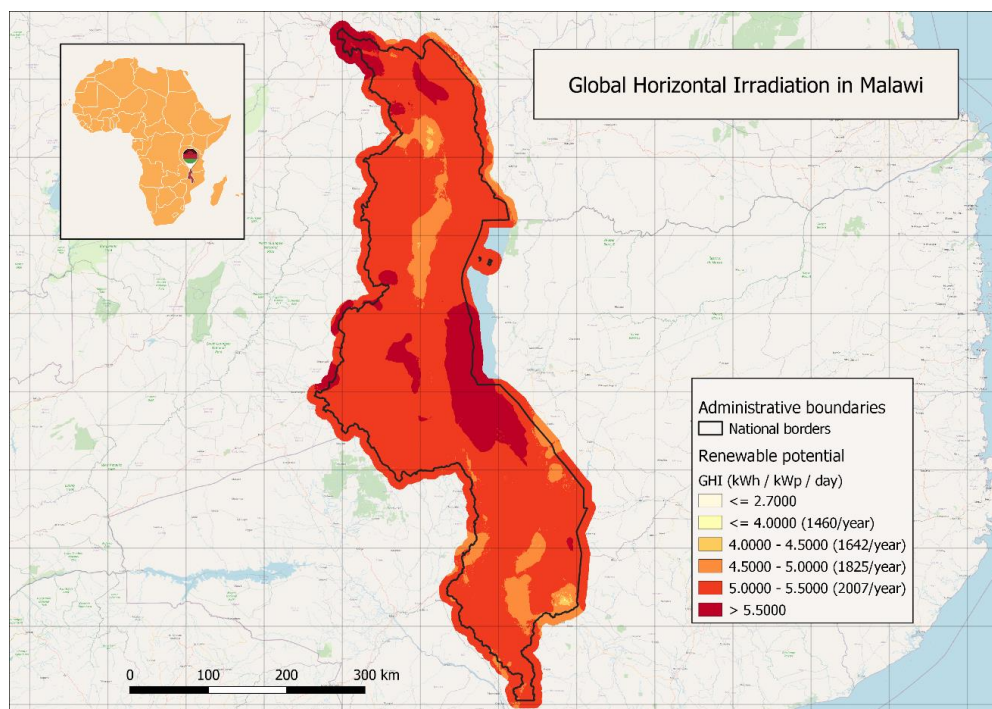 Global Horizontal Irradiation in Malawi
Administrative boundaries
National borders
Renewable potential
GHI (kWh / kWp / day)
<= 2.7000
<= 4.0000 (1460/year)
4.0000 - 4.5000 (1642/year)
4.5000 - 5.0000 (1825/year)
5.0000 - 5.5000 (2007/year)
> 5.5000
0 100 200 300 km